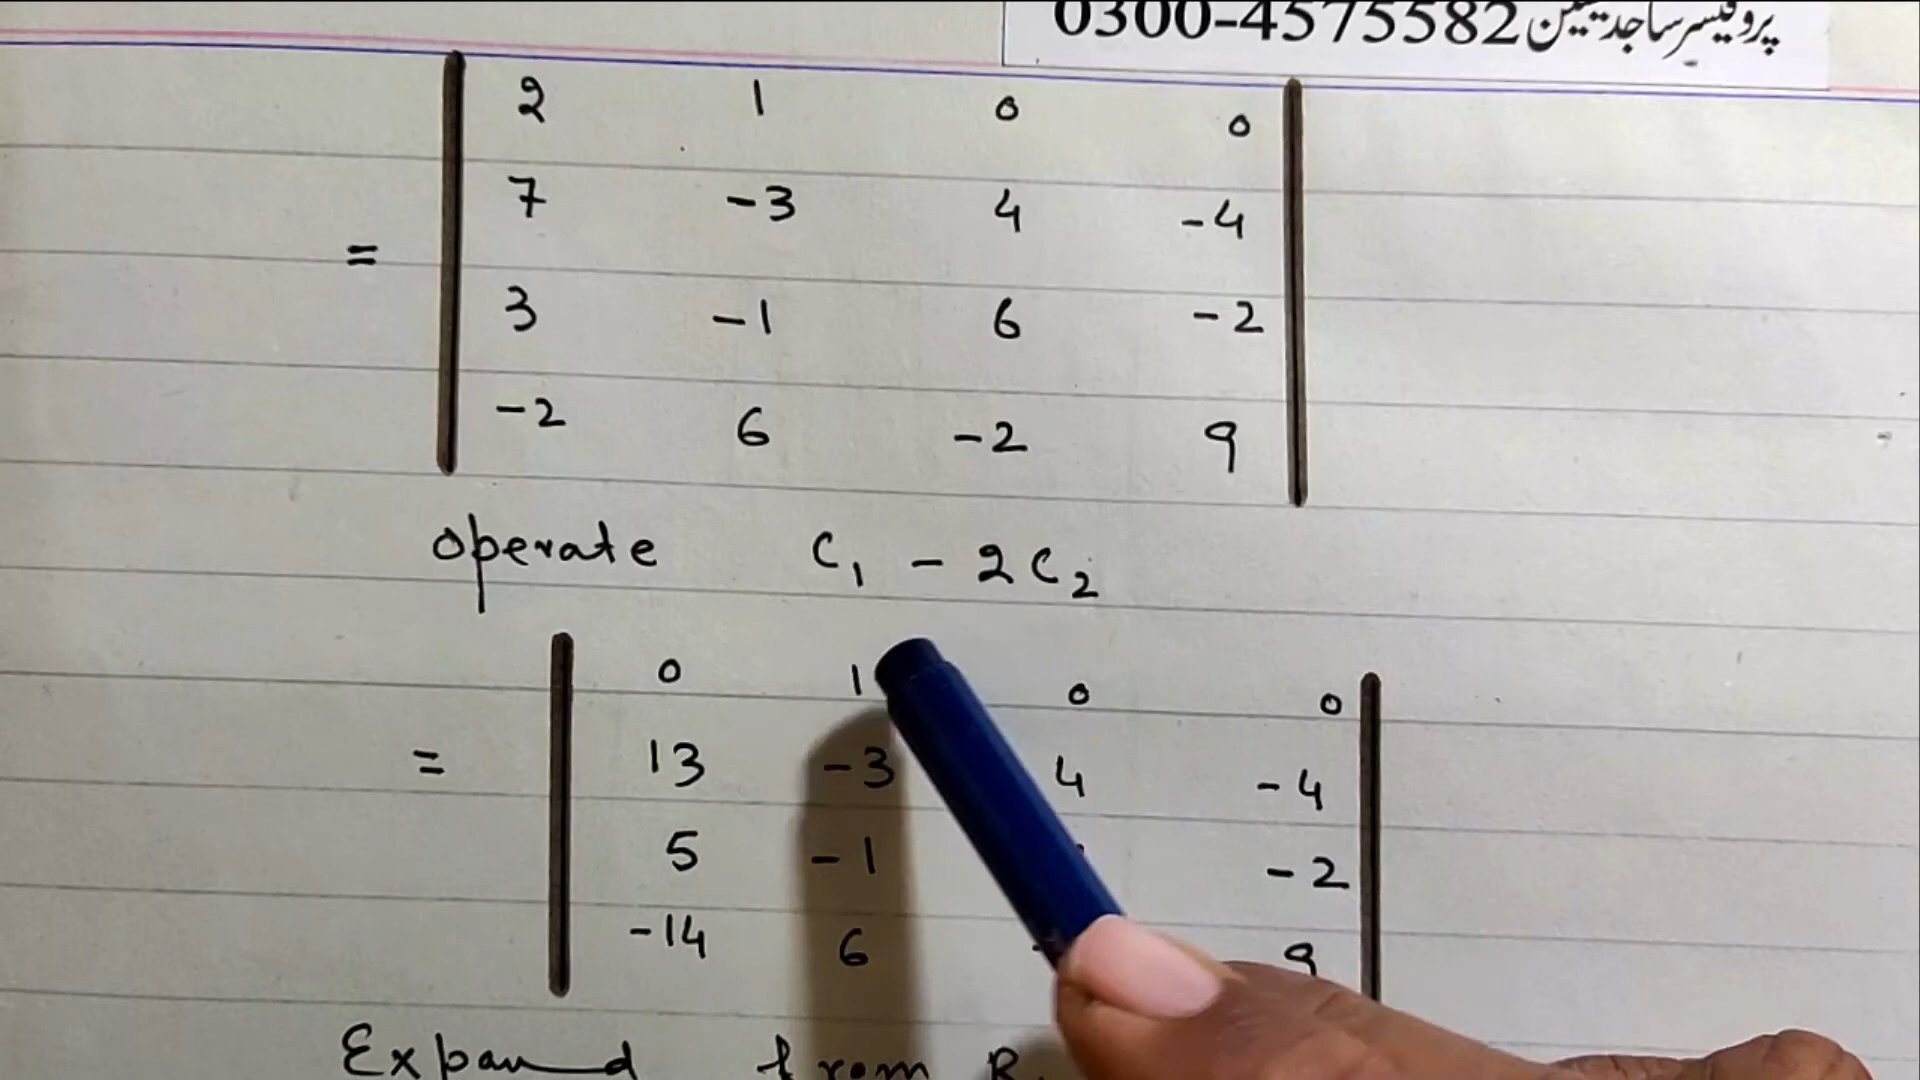 0300-4575582 پروفیسر ساجد یٰسین
2 1 0 0
7 -3 4 -4
=
3 -1 6 -2
-2 6 -2 9
operate C₁ - 2C₂
0 1 0 0
= 13 -3 4 -4
5 -1 -2
-14 6 9
Expand from R